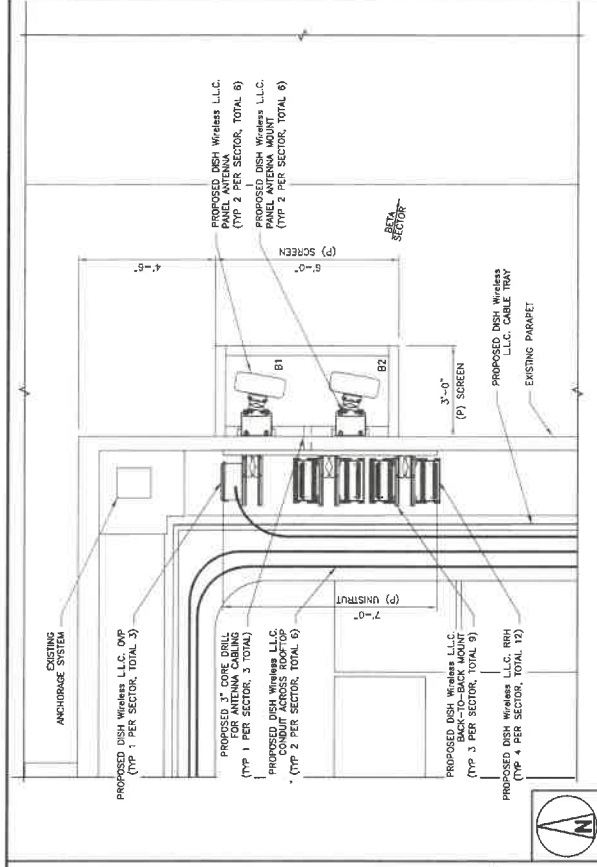 EXISTING
ANCHORAGE SYSTEM
PROPOSED DISH Wireless L.L.C. OVP
(TYP 1 PER SECTOR, TOTAL 3)
PROPOSED 3" CORE DRILL
FOR ANTENNA CABLING
(TYP 1 PER SECTOR, 3 TOTAL)
PROPOSED DISH Wireless L.L.C.
CONDUIT ACROSS ROOFTOP
(TYP 2 PER SECTOR, TOTAL 6)
7'-0"
(P) UNISTRUT
PROPOSED DISH Wireless L.L.C.
BACK-TO-BACK MOUNT
(TYP 3 PER SECTOR, TOTAL 9)
PROPOSED DISH Wireless L.L.C. RRH
(TYP 4 PER SECTOR, TOTAL 12)
PROPOSED DISH Wireless L.L.C.
PANEL ANTENNA
(TYP 2 PER SECTOR, TOTAL 6)
PROPOSED DISH Wireless L.L.C.
PANEL ANTENNA MOUNT
(TYP 2 PER SECTOR, TOTAL 6)
4'-6"
6'-0"
(P) SCREEN
BETA
SECTOR
B1
B2
3'-0"
(P) SCREEN
PROPOSED DISH Wireless
L.L.C. CABLE TRAY
EXISTING PARAPET
N